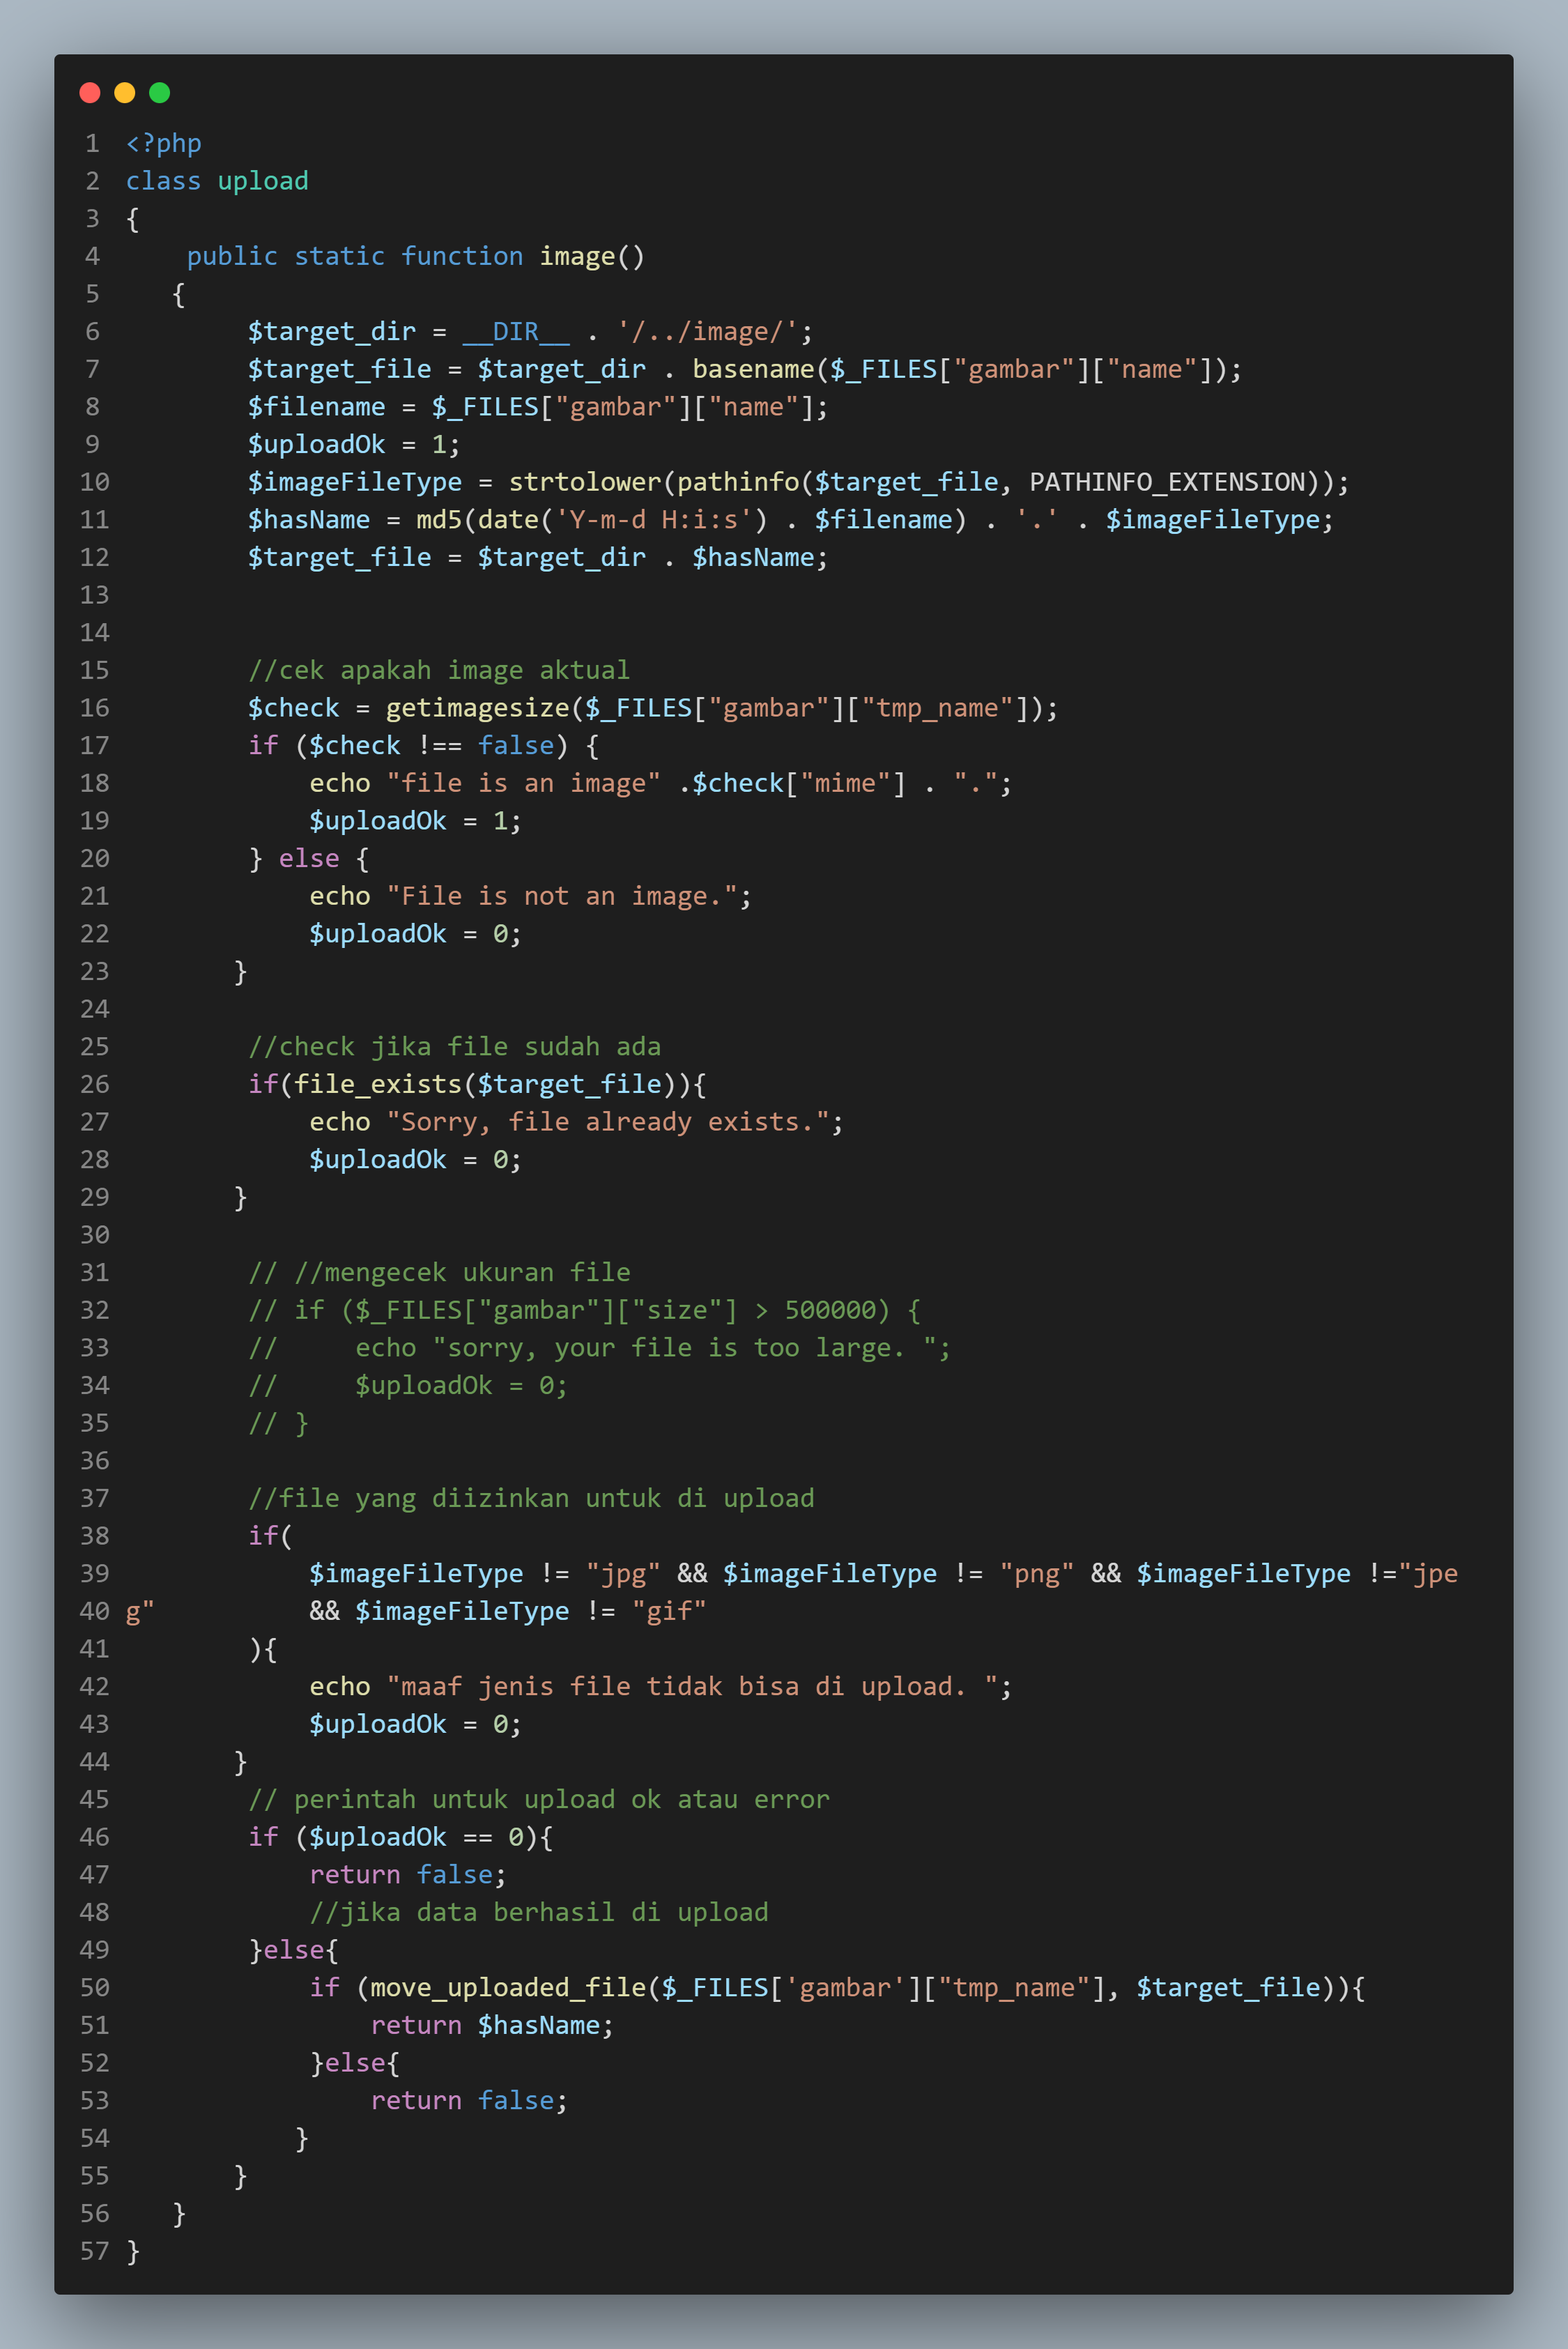 1 <?php
2 class upload
3 {
4     public static function image()
5    {
6         $target_dir = __DIR__ . '/../image/';
7         $target_file = $target_dir . basename($_FILES["gambar"]["name"]);
8         $filename = $_FILES["gambar"]["name"];
9         $uploadOk = 1;
10         $imageFileType = strtolower(pathinfo($target_file, PATHINFO_EXTENSION));
11         $hasName = md5(date('Y-m-d H:i:s') . $filename) . '.' . $imageFileType;
12         $target_file = $target_dir . $hasName;
13
14
15         //cek apakah image aktual
16         $check = getimagesize($_FILES["gambar"]["tmp_name"]);
17         if ($check !== false) {
18             echo "file is an image" .$check["mime"] . ".";
19             $uploadOk = 1;
20         } else {
21             echo "File is not an image.";
22             $uploadOk = 0;
23        }
24
25         //check jika file sudah ada
26         if(file_exists($target_file)){
27             echo "Sorry, file already exists.";
28             $uploadOk = 0;
29        }
30
31         // //mengecek ukuran file
32         // if ($_FILES["gambar"]["size"] > 500000) {
33         //     echo "sorry, your file is too large. ";
34         //     $uploadOk = 0;
35         // }
36
37         //file yang diizinkan untuk di upload
38         if(
39             $imageFileType != "jpg" && $imageFileType != "png" && $imageFileType !="jpe
40 g"          && $imageFileType != "gif"
41         ){
42             echo "maaf jenis file tidak bisa di upload. ";
43             $uploadOk = 0;
44        }
45         // perintah untuk upload ok atau error
46         if ($uploadOk == 0){
47             return false;
48             //jika data berhasil di upload
49         }else{
50             if (move_uploaded_file($_FILES['gambar']["tmp_name"], $target_file)){
51                 return $hasName;
52             }else{
53                 return false;
54            }
55        }
56    }
57 }